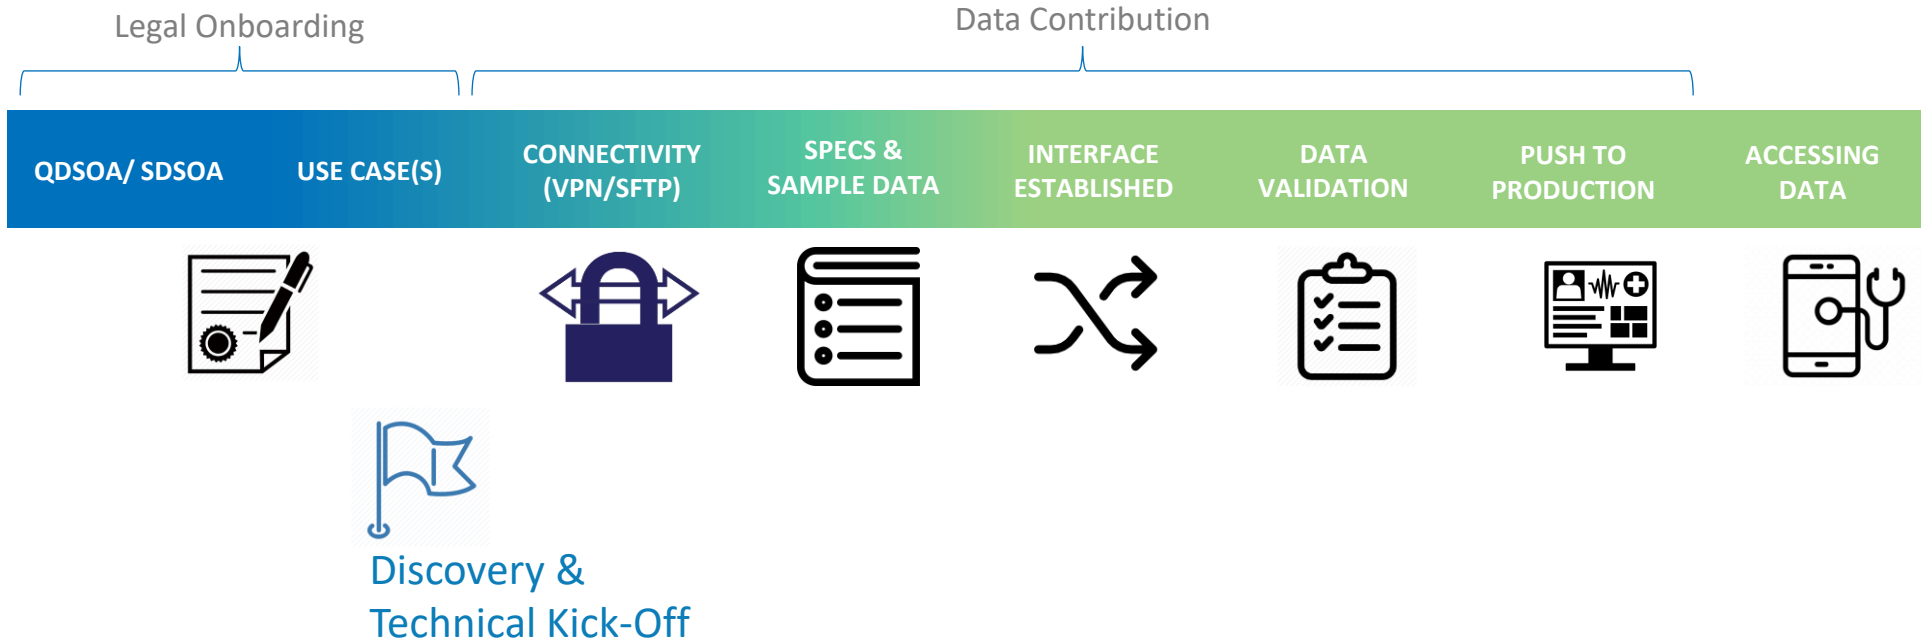 Legal Onboarding
Data Contribution
QDSOA/ SDSOA
USE CASE(S)
CONNECTIVITY
(VPN/SFTP)
SPECS &
SAMPLE DATA
INTERFACE
ESTABLISHED
DATA
VALIDATION
PUSH TO
PRODUCTION
ACCESSING
DATA
Discovery &
Technical Kick-Off